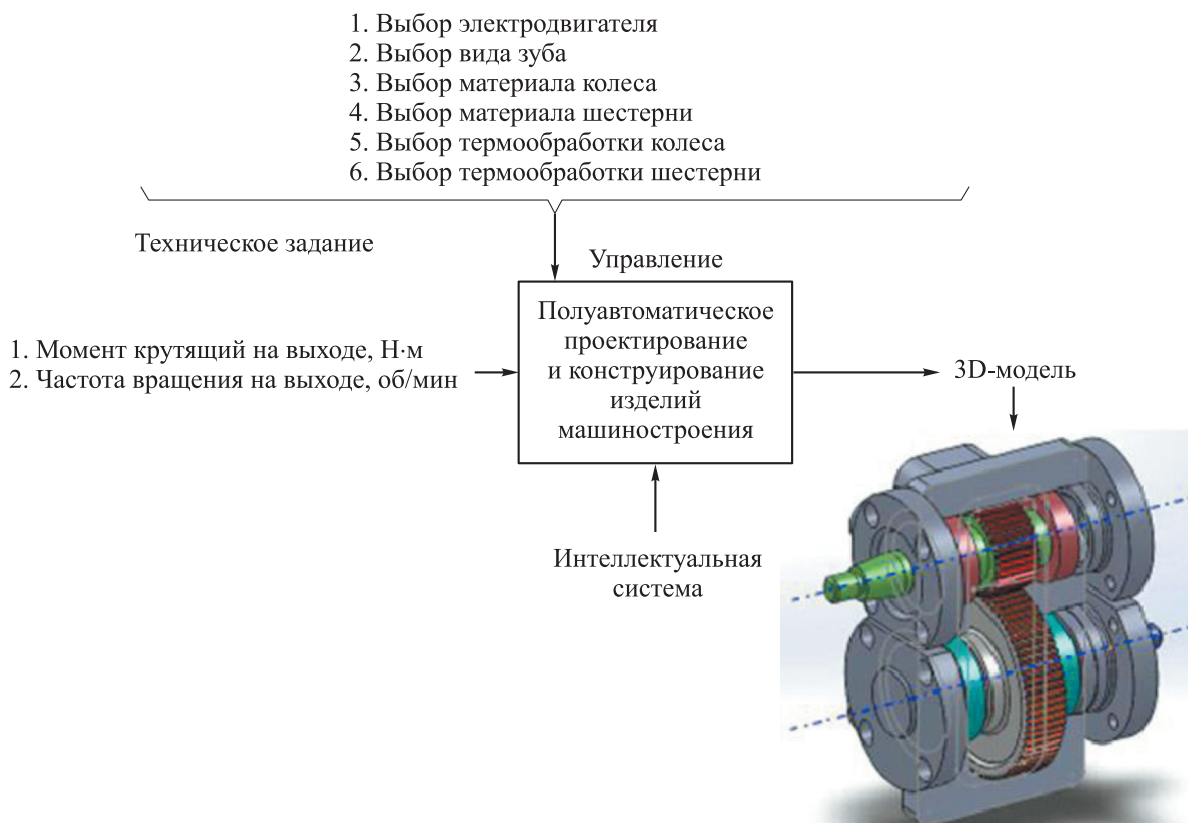 1. Выбор электродвигателя
2. Выбор вида зуба
3. Выбор материала колеса
4. Выбор материала шестерни
5. Выбор термообработки колеса
6. Выбор термообработки шестерни
Техническое задание
Управление
1. Момент крутящий на выходе, Н·м
2. Частота вращения на выходе, об/мин
Полуавтоматическое
проектирование
и конструирование
изделий
машиностроения
3D-модель
Интеллектуальная
система